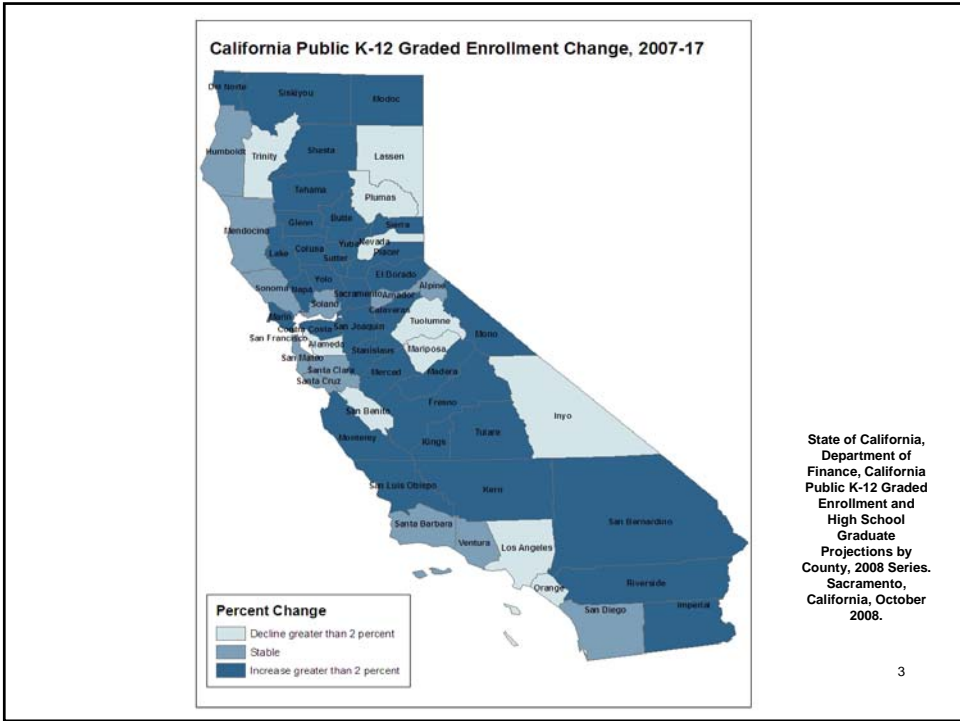 California Public K-12 Graded Enrollment Change, 2007-17
Del Norte
Siskiyou
Modoc
Humboldt
Trinity
Shasta
Lassen
Tehama
Plumas
Mendocino
Glenn
Butte
Sierra
Lake
Colusa
Yuba
Nevada
Sutter
Placer
Sonoma
Napa
Yolo
El Dorado
Sacramento
Alpine
Amador
Solano
Calaveras
Marin
Contra Costa
San Joaquin
Tuolumne
Mono
San Francisco
Alameda
Stanislaus
Mariposa
San Mateo
Santa Clara
Merced
Madera
Santa Cruz
Fresno
San Benito
Inyo
Monterey
Kings
Tulare
San Luis Obispo
Kern
San Bernardino
Santa Barbara
Ventura
Los Angeles
Orange
Riverside
San Diego
Imperial
Percent Change
Decline greater than 2 percent
Stable
Increase greater than 2 percent
State of California,
Department of
Finance, California
Public K-12 Graded
Enrollment and
High School
Graduate
Projections by
County, 2008 Series.
Sacramento,
California, October
2008.
3